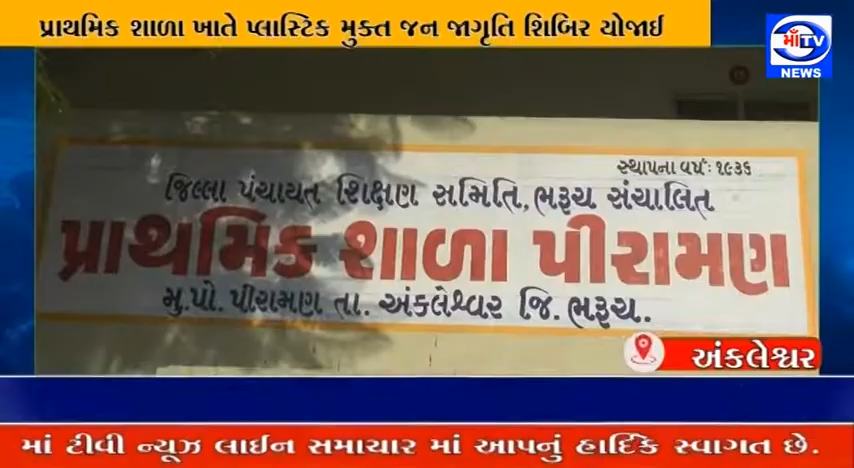 પ્રાથમિક શાળા ખાતે પ્લાસ્ટિક મુક્ત જન જાગૃતિ શિબિર યોજાઈ
માઁ TV
NEWS
સ્થાપના વર્ષ: ૧૯૩૬
જિલ્લા પંચાયત શિક્ષણ સમિતિ, ભરૂચ સંચાલિત
પ્રાથમિક શાળા પીરામણ
મુ.પો. પીરામણ તા. અંકલેશ્વર જિ. ભરૂચ.
અંકલેશ્વર
માં ટીવી ન્યૂઝ લાઈન સમાચાર માં આપનું હાર્દિક સ્વાગત છે.